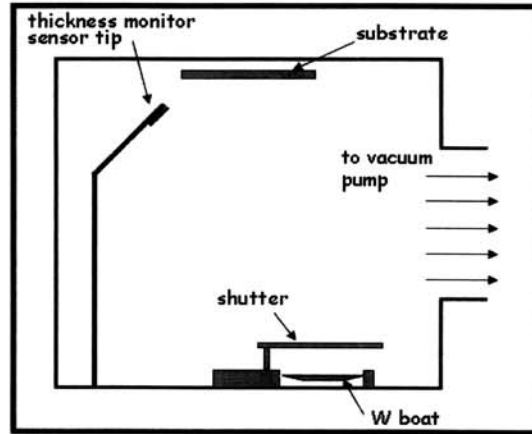 thickness monitor
sensor tip
substrate
to vacuum
pump
shutter
W boat